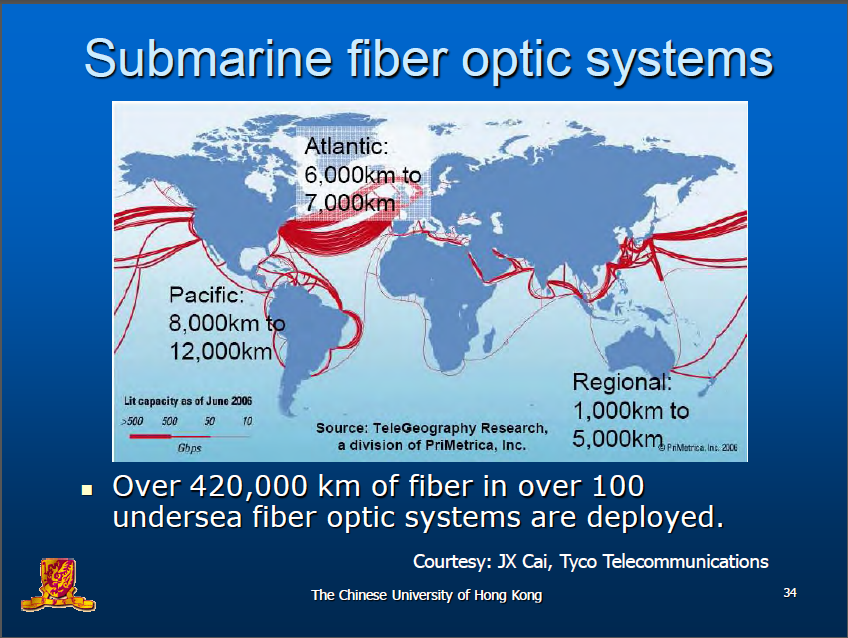 Submarine fiber optic systems
Atlantic:
6,000km to
7,000km
Pacific:
8,000km to
12,000km
Regional:
1,000km to
5,000km
Lit capacity as of June 2006
>500 500 50 10
Gbps
Source: TeleGeography Research,
a division of PriMetrica, Inc.
© PriMetrica, Inc. 2006
Over 420,000 km of fiber in over 100
undersea fiber optic systems are deployed.
Courtesy: JX Cai, Tyco Telecommunications
The Chinese University of Hong Kong
34